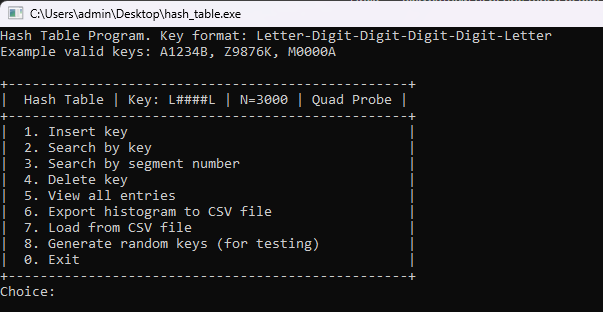 C:\Users\admin\Desktop\hash_table.exe
Hash Table Program. Key format: Letter-Digit-Digit-Digit-Digit-Letter
Example valid keys: A1234B, Z9876K, M0000A
+--------------------------------------------------+
|  Hash Table | Key: L####L | N=3000 | Quad Probe |
+--------------------------------------------------+
|  1. Insert key                                   |
|  2. Search by key                                |
|  3. Search by segment number                     |
|  4. Delete key                                   |
|  5. View all entries                             |
|  6. Export histogram to CSV file                 |
|  7. Load from CSV file                           |
|  8. Generate random keys (for testing)           |
|  0. Exit                                         |
+--------------------------------------------------+
Choice: